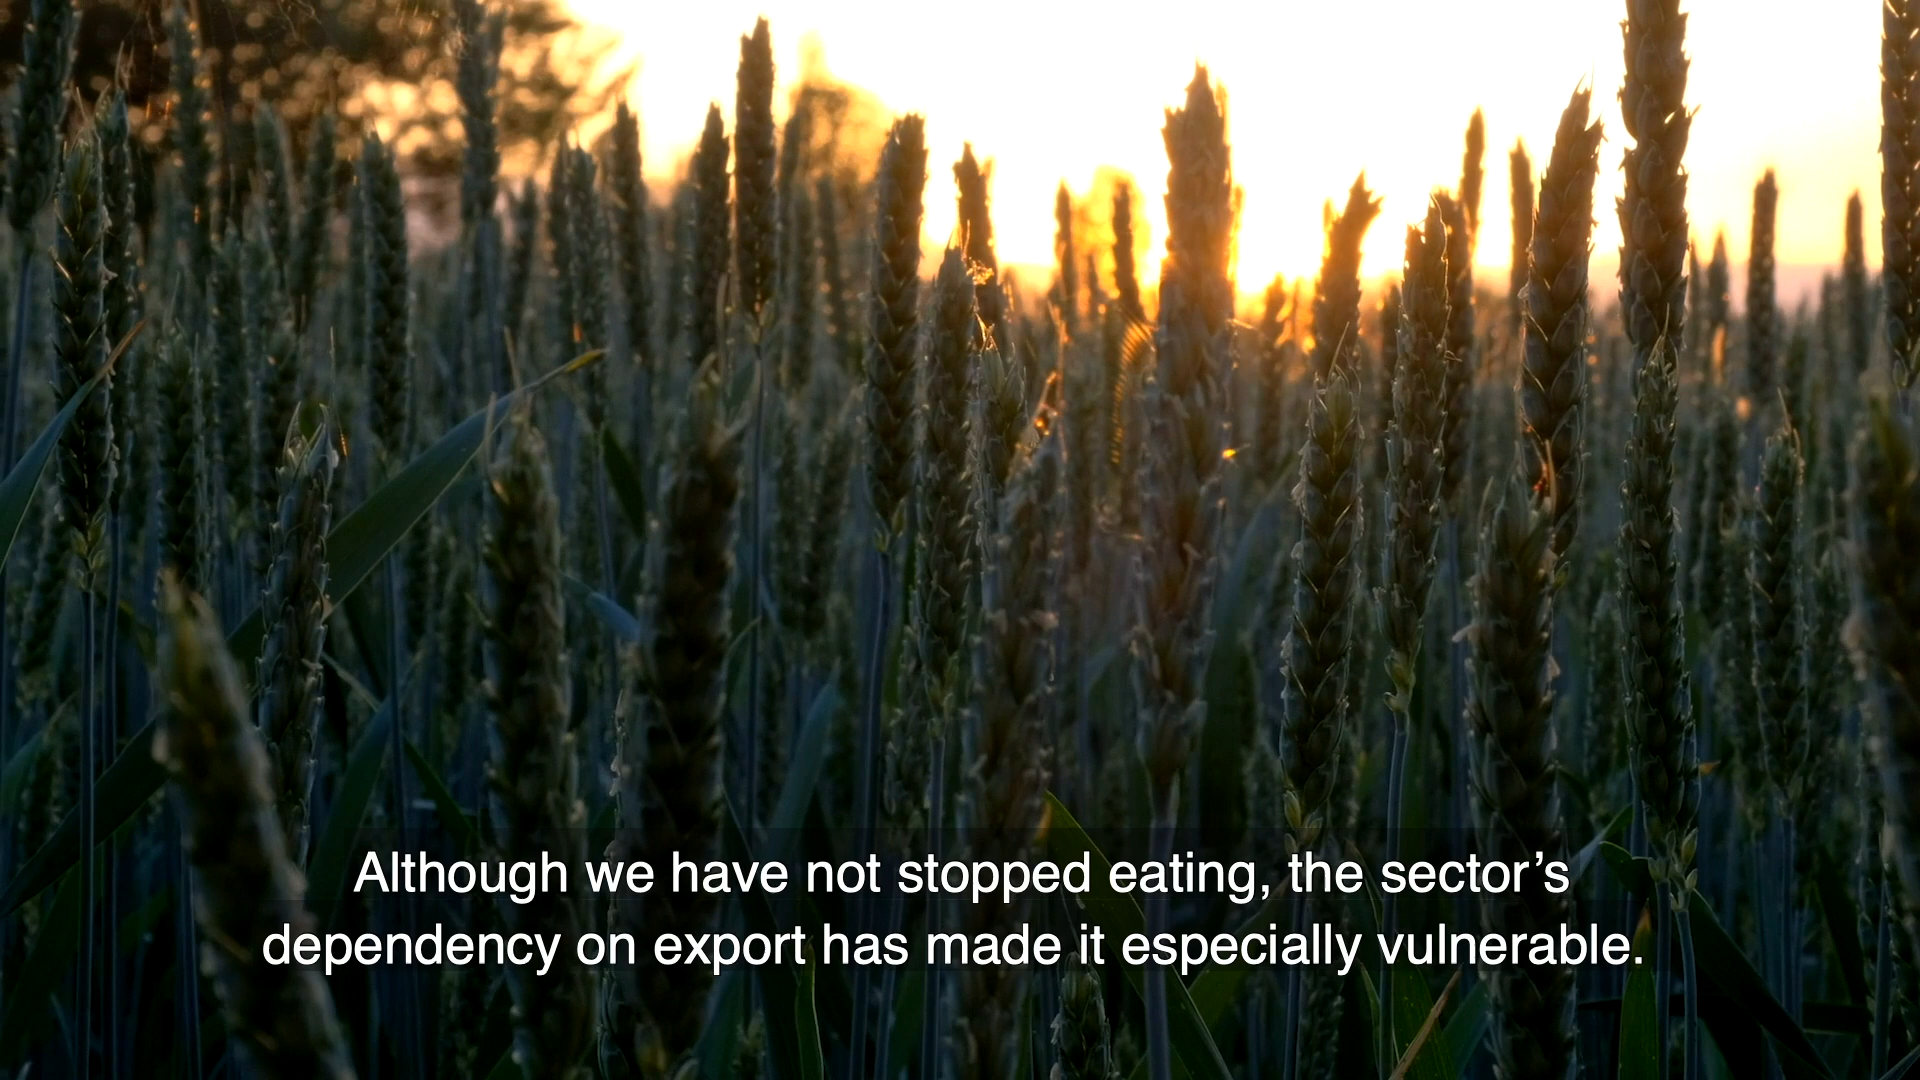 Although we have not stopped eating, the sector’s
dependency on export has made it especially vulnerable.